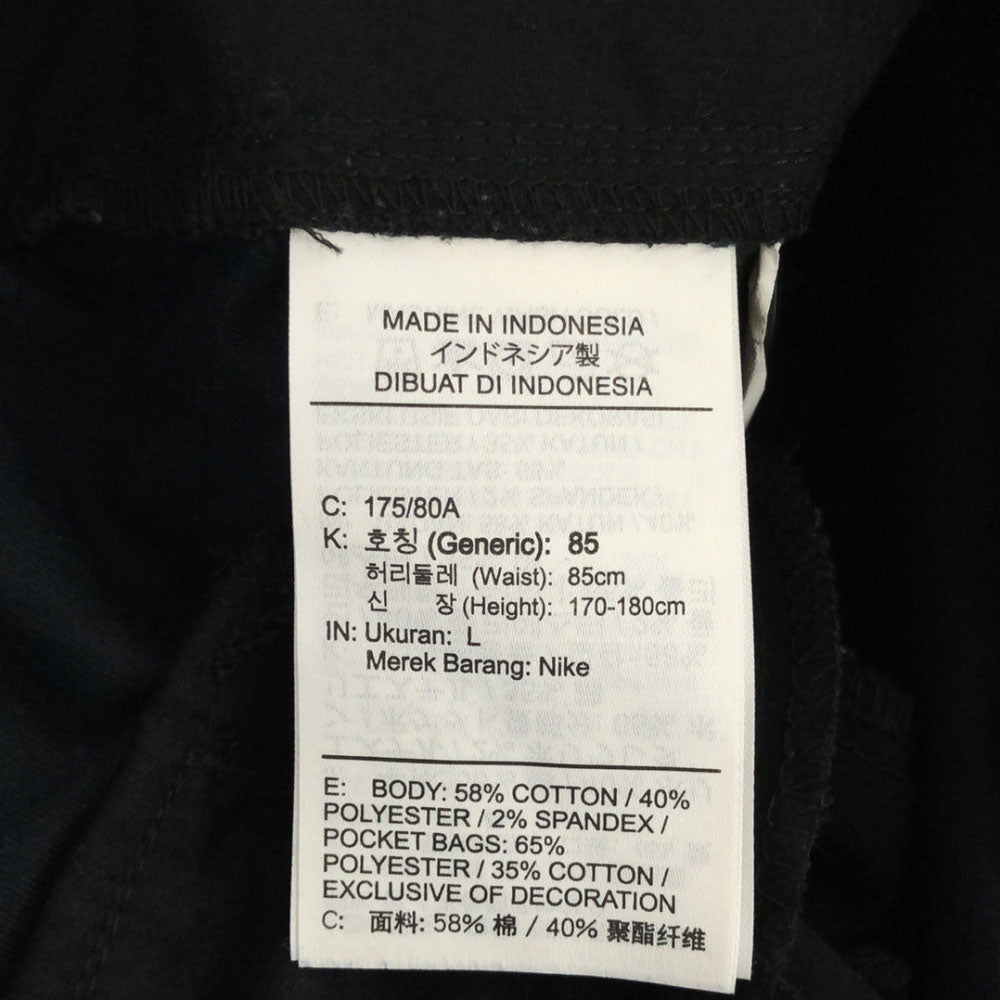 MADE IN INDONESIA
インドネシア製
DIBUAT DI INDONESIA
C: 175/80A
K: 호칭 (Generic): 85
허리둘레 (Waist): 85cm
신 장 (Height): 170-180cm
IN: Ukuran: L
Merek Barang: Nike
E: BODY: 58% COTTON / 40%
POLYESTER / 2% SPANDEX /
POCKET BAGS: 65%
POLYESTER / 35% COTTON /
EXCLUSIVE OF DECORATION
C: 面料: 58% 棉 / 40% 聚酯纤维